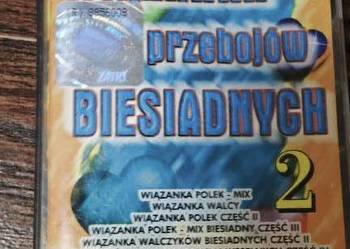 przebojów
ZAIKS
BIESIADNYCH
2
WIĄZANKA POLEK - MIX
WIĄZANKA WALCY
WIĄZANKA POLEK CZĘŚĆ II
WIĄZANKA POLEK - MIX BIESIADNY CZĘŚĆ III
WIĄZANKA WALCZYKÓW BIESIADNYCH CZĘŚĆ II